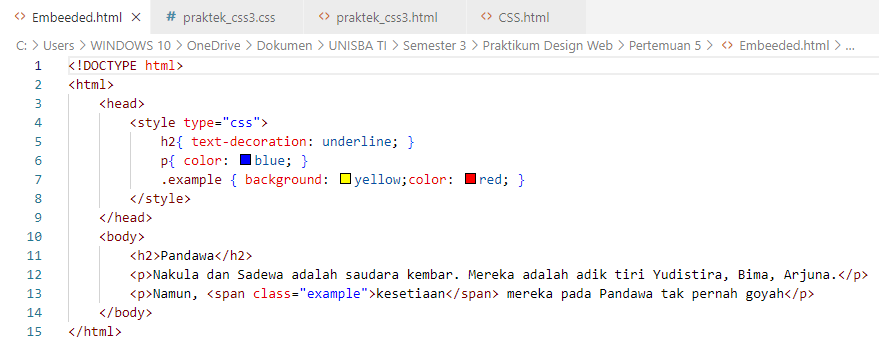 Embeeded.html × # praktek_css3.css <> praktek_css3.html <> CSS.html
C: > Users > WINDOWS 10 > OneDrive > Dokumen > UNISBA TI > Semester 3 > Praktikum Design Web > Pertemuan 5 > <> Embeeded.html > ...
1 <!DOCTYPE html>
2 <html>
3     <head>
4         <style type="css">
5             h2{ text-decoration: underline; }
6             p{ color: blue; }
7             .example { background: yellow;color: red; }
8         </style>
9     </head>
10     <body>
11         <h2>Pandawa</h2>
12         <p>Nakula dan Sadewa adalah saudara kembar. Mereka adalah adik tiri Yudistira, Bima, Arjuna.</p>
13         <p>Namun, <span class="example">kesetiaan</span> mereka pada Pandawa tak pernah goyah</p>
14     </body>
15 </html>